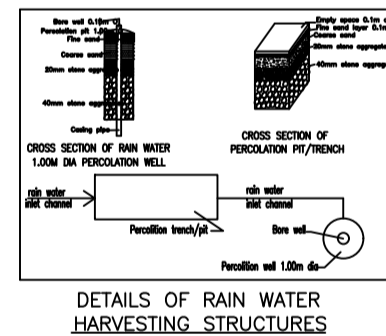 Bore well 0.15m
Percolation pit 1.00
Fine sand
Coarse sand
20mm stone aggregate
40mm stone aggregate
Casing pipe
CROSS SECTION OF RAIN WATER
1.00M DIA PERCOLATION WELL
Empty space 0.1m
Fine sand layer 0.1m
Coarse sand
20mm stone aggregate
40mm stone aggregate
CROSS SECTION OF
PERCOLATION PIT/TRENCH
rain water
inlet channel
Percolition trench/pit
rain water
inlet channel
Bore well
Percolition well 1.00m dia
DETAILS OF RAIN WATER
HARVESTING STRUCTURES